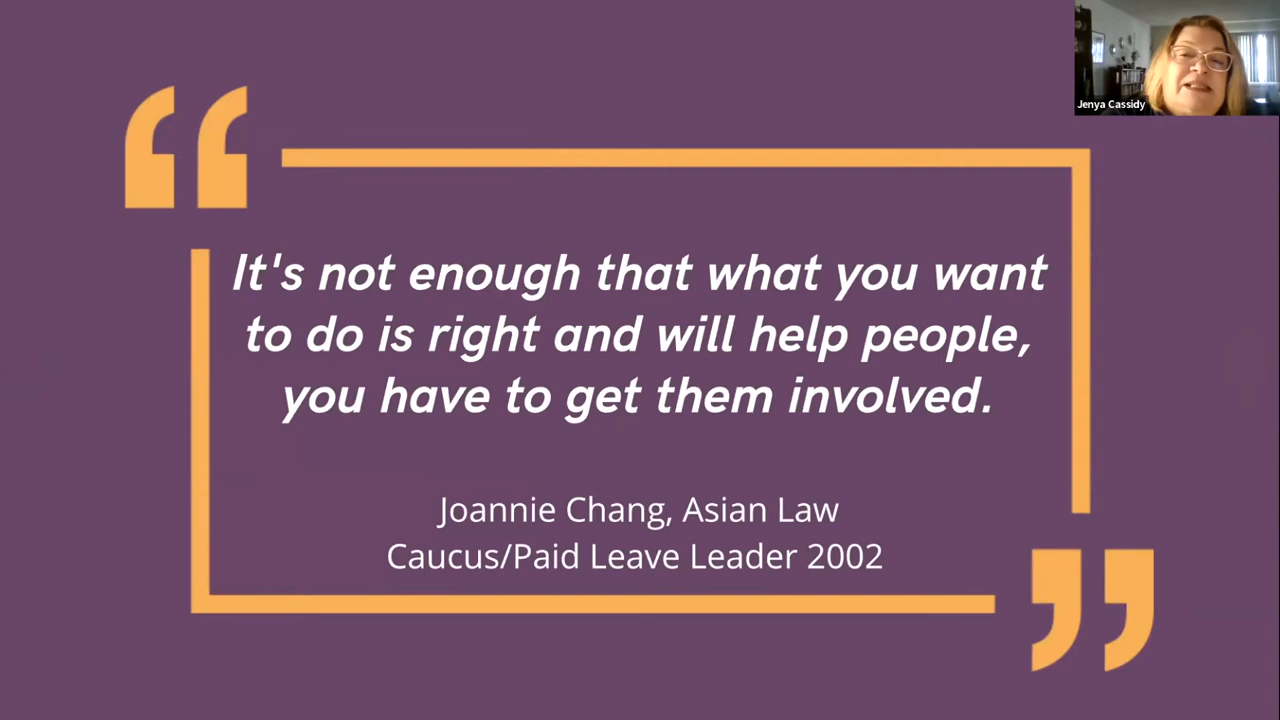 Jenya Cassidy
It's not enough that what you want
to do is right and will help people,
you have to get them involved.
Joannie Chang, Asian Law
Caucus/Paid Leave Leader 2002